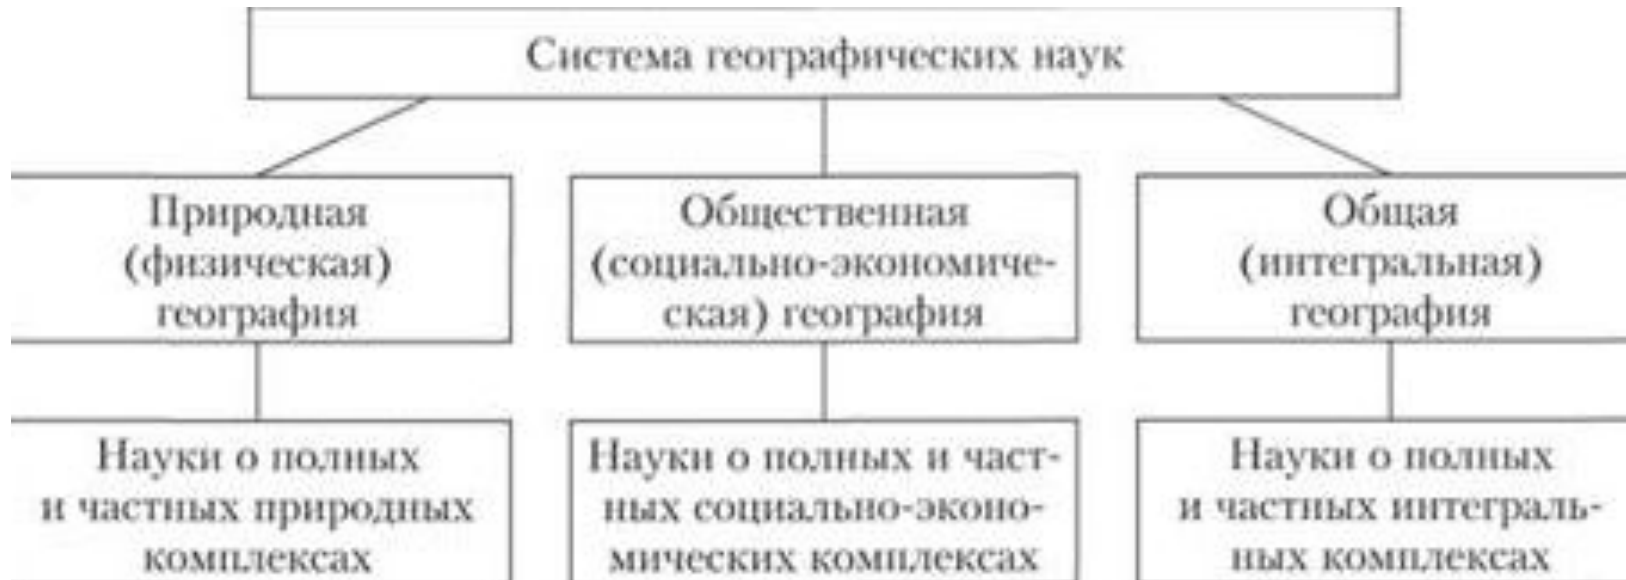 Система географических наук
Природная
(физическая)
география
Общественная
(социально-экономиче-
ская) география
Общая
(интегральная)
география
Науки о полных
и частных природных
комплексах
Науки о полных и част-
ных социально-эконо-
мических комплексах
Науки о полных
и частных интеграль-
ных комплексах